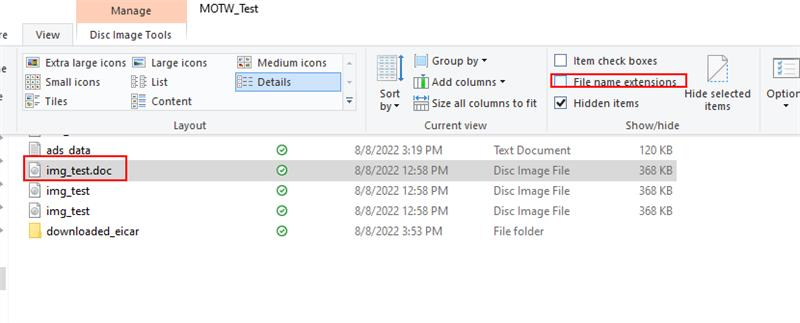 Manage MOTW_Test
View Disc Image Tools
Extra large icons Large icons Medium icons
Small icons List Details
Tiles Content
Layout
Sort by
Group by
Add columns
Size all columns to fit
Current view
Item check boxes
File name extensions
Hidden items
Hide selected items
Show/hide
Option
ads_data 8/8/2022 3:19 PM Text Document 120 KB
img_test.doc 8/8/2022 12:58 PM Disc Image File 368 KB
img_test 8/8/2022 12:58 PM Disc Image File 368 KB
img_test 8/8/2022 12:58 PM Disc Image File 368 KB
downloaded_eicar 8/8/2022 3:53 PM File folder